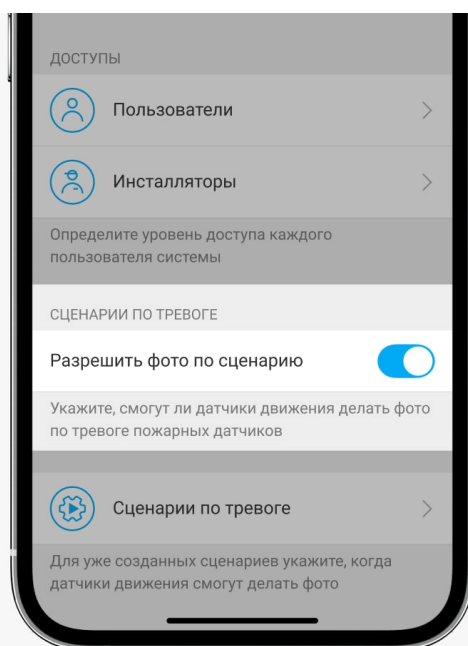 ДОСТУПЫ
Пользователи
Инсталляторы
Определите уровень доступа каждого
пользователя системы
СЦЕНАРИИ ПО ТРЕВОГЕ
Разрешить фото по сценарию
Укажите, смогут ли датчики движения делать фото
по тревоге пожарных датчиков
Сценарии по тревоге
Для уже созданных сценариев укажите, когда
датчики движения смогут делать фото